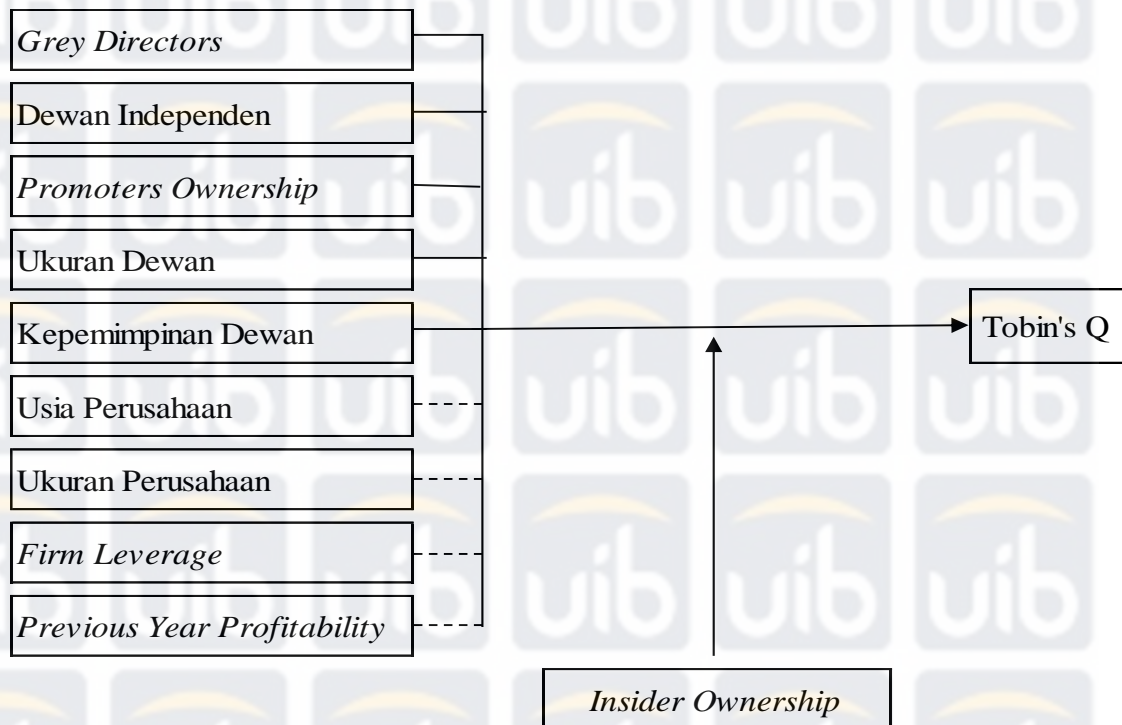 Grey Directors
Dewan Independen
Promoters Ownership
Ukuran Dewan
Kepemimpinan Dewan
Tobin's Q
Usia Perusahaan
Ukuran Perusahaan
Firm Leverage
Previous Year Profitability
Insider Ownership